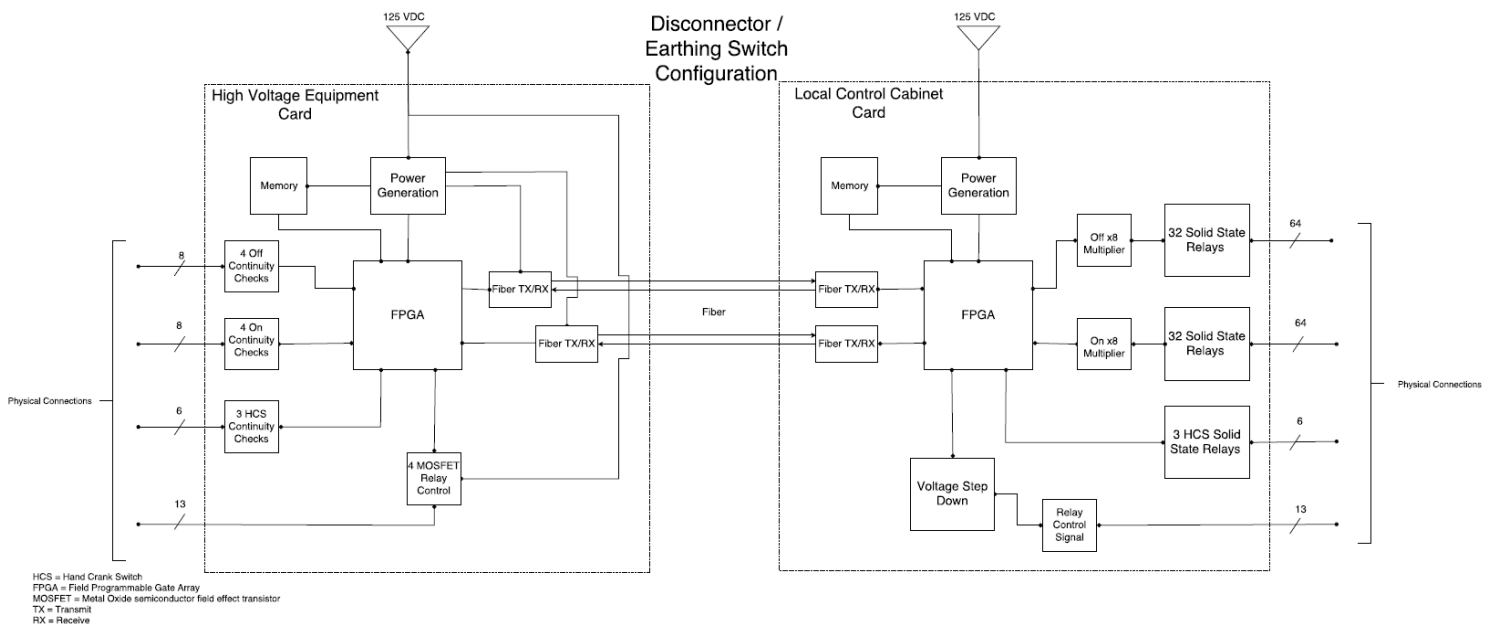 125 VDC
Disconnector /
Earthing Switch
Configuration
125 VDC
High Voltage Equipment
Card
Local Control Cabinet
Card
Memory
Power
Generation
Memory
Power
Generation
8
4 Off
Continuity
Checks
8
4 On
Continuity
Checks
6
3 HCS
Continuity
Checks
13
Physical Connections
FPGA
Fiber TX/RX
Fiber TX/RX
4 MOSFET
Relay
Control
Fiber
Fiber TX/RX
Fiber TX/RX
FPGA
Off x8
Multiplier
32 Solid State
Relays
64
On x8
Multiplier
32 Solid State
Relays
64
3 HCS Solid
State Relays
6
Voltage Step
Down
Relay
Control
Signal
13
Physical Connections
HCS = Hand Crank Switch
FPGA = Field Programmable Gate Array
MOSFET = Metal Oxide semiconductor field effect transistor
TX = Transmit
RX = Receive